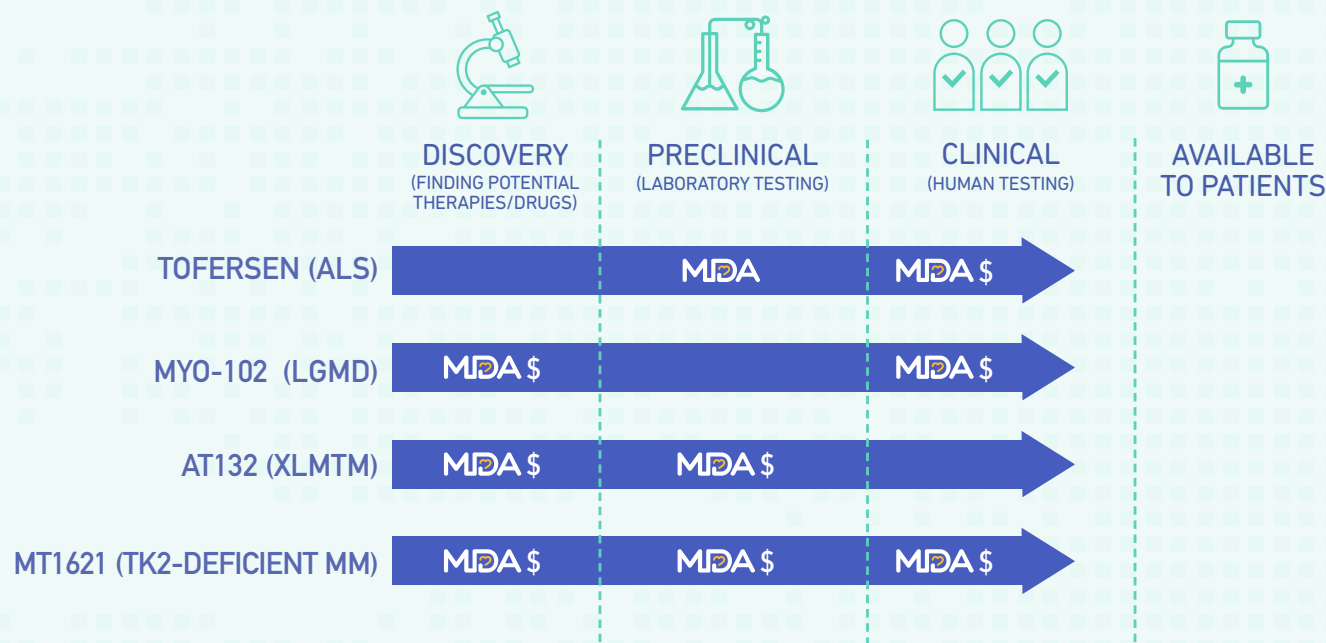 DISCOVERY
(FINDING POTENTIAL
THERAPIES/DRUGS)
PRECLINICAL
(LABORATORY TESTING)
CLINICAL
(HUMAN TESTING)
AVAILABLE
TO PATIENTS
TOFERSEN (ALS)
MDA
MDA $
MYO-102 (LGMD)
MDA $
MDA $
AT132 (XLMTM)
MDA $
MDA $
MT1621 (TK2-DEFICIENT MM)
MDA $
MDA $
MDA $